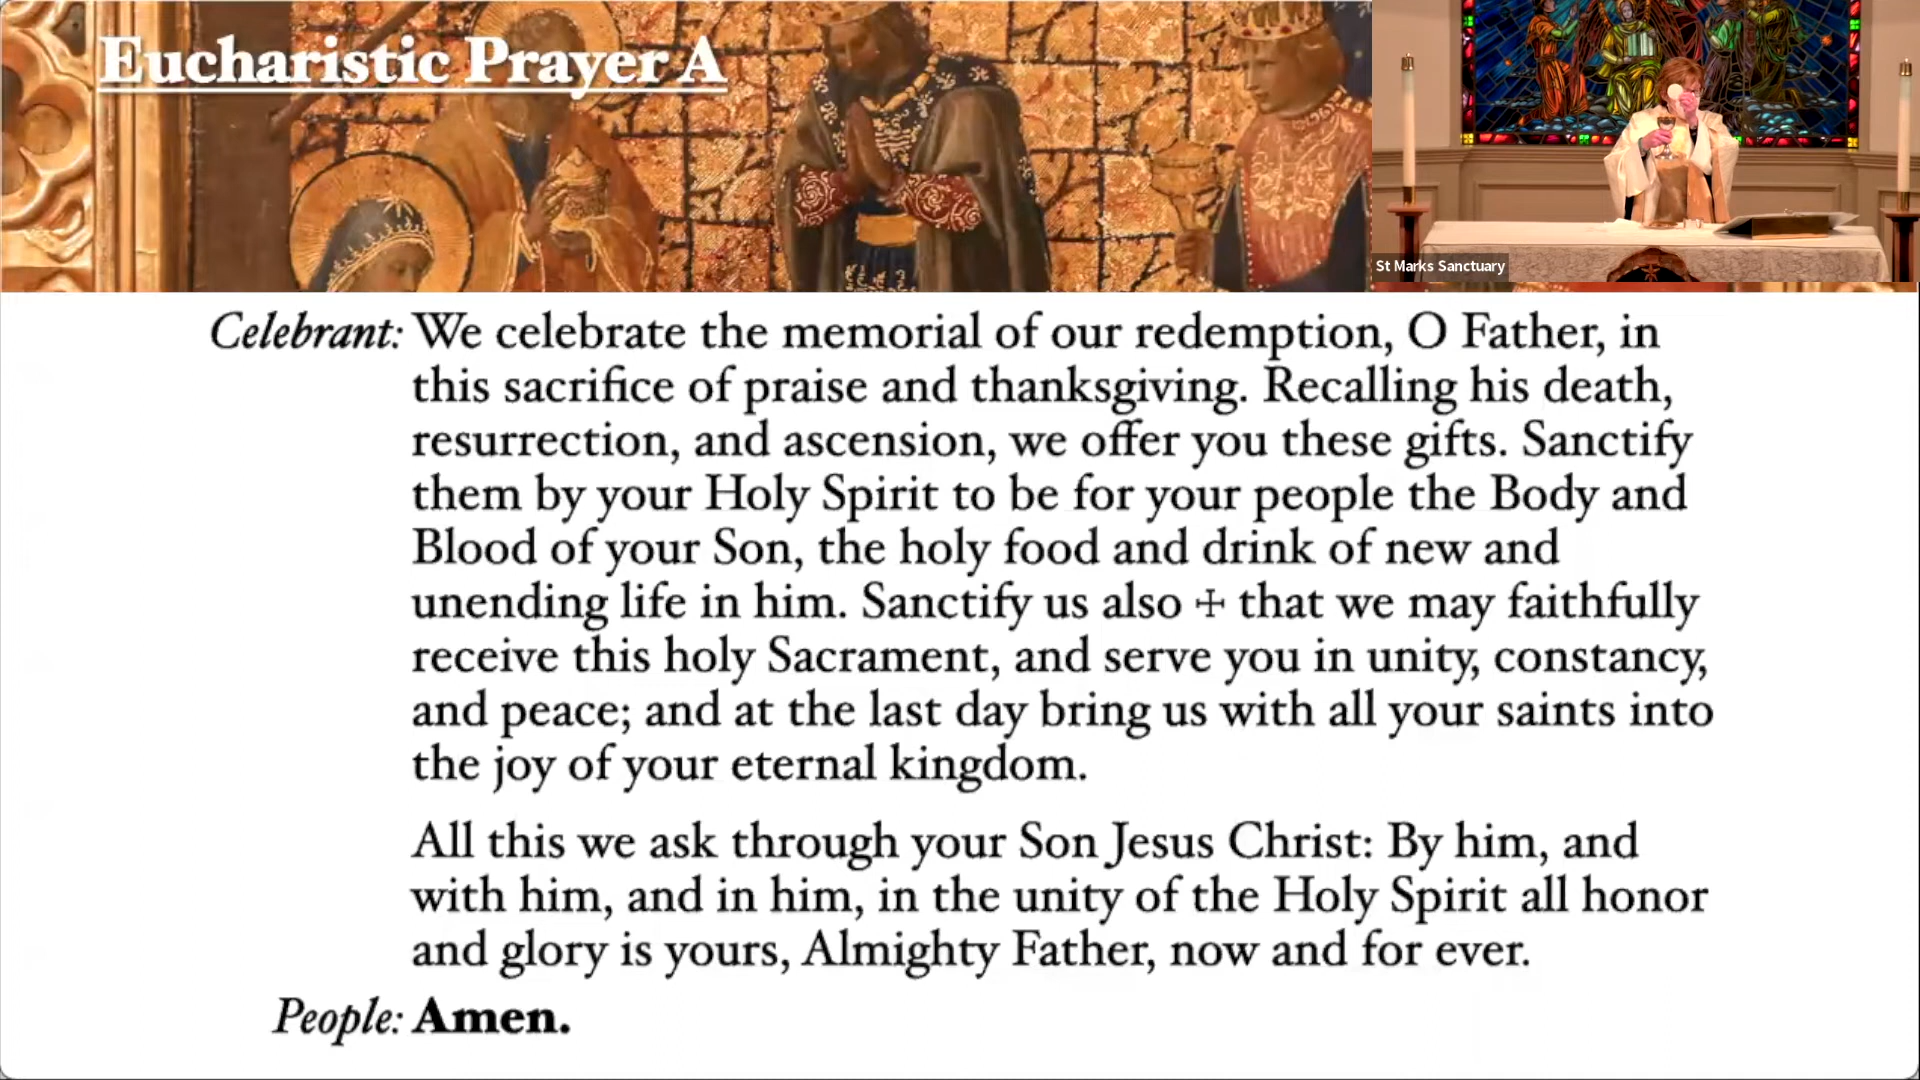 Eucharistic Prayer A
St Marks Sanctuary
Celebrant: We celebrate the memorial of our redemption, O Father, in
this sacrifice of praise and thanksgiving. Recalling his death,
resurrection, and ascension, we offer you these gifts. Sanctify
them by your Holy Spirit to be for your people the Body and
Blood of your Son, the holy food and drink of new and
unending life in him. Sanctify us also ☩ that we may faithfully
receive this holy Sacrament, and serve you in unity, constancy,
and peace; and at the last day bring us with all your saints into
the joy of your eternal kingdom.
All this we ask through your Son Jesus Christ: By him, and
with him, and in him, in the unity of the Holy Spirit all honor
and glory is yours, Almighty Father, now and for ever.
People: Amen.